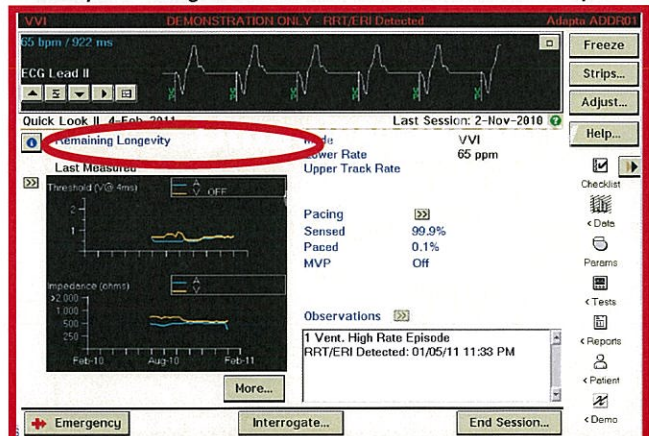 VVI DEMONSTRATION ONLY - RRT/ERI Detected Adapta ADDR01
65 bpm / 922 ms
ECG Lead II
Freeze
Strips...
Adjust...
Help...
Quick Look II 4-Feb-2011 Last Session: 2-Nov-2010
Remaining Longevity
Mode VVI
Lower Rate 65 ppm
Upper Track Rate
Last Measured
Threshold (V@.4ms) A
V OFF
2
1
Pacing >>
Sensed 99.9%
Paced 0.1%
MVP Off
Impedance (ohms) A
V
>2,000
1,000
500
250
Feb-10 Aug-10 Feb-11
More...
Observations >>
1 Vent. High Rate Episode
RRT/ERI Detected: 01/05/11 11:33 PM
Checklist
< Data
Params
< Tests
< Reports
< Patient
< Demo
Emergency
Interrogate...
End Session...